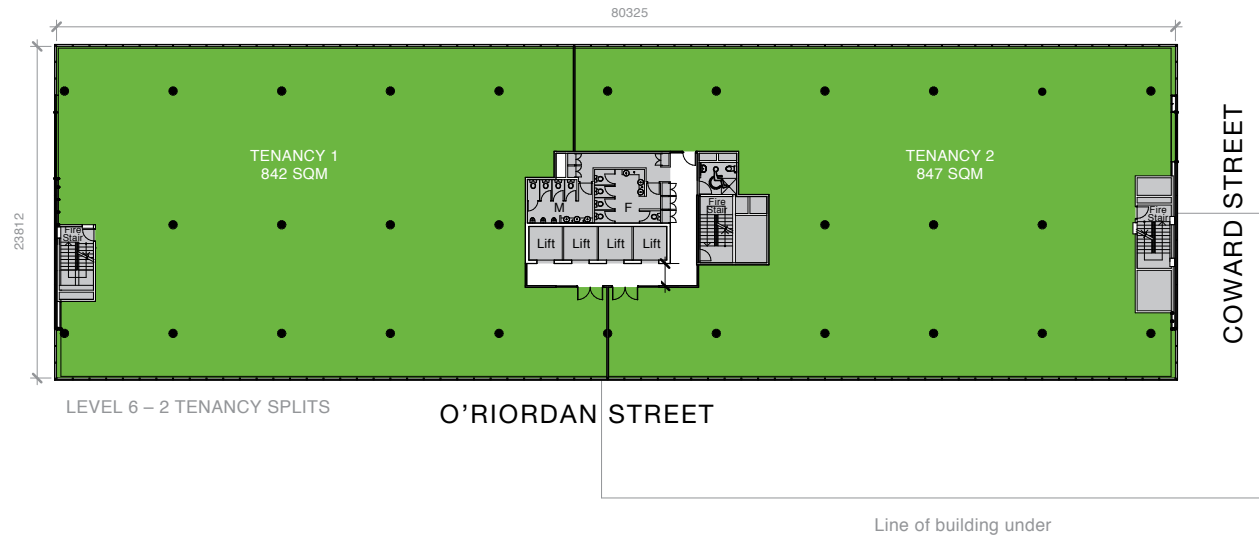 80325
23812
TENANCY 1
842 SQM
TENANCY 2
847 SQM
M
F
Lift
Lift
Lift
Lift
Fire
Stair
Fire
Stair
Fire
Stair
COWARD STREET
LEVEL 6 – 2 TENANCY SPLITS
O’RIORDAN STREET
Line of building under